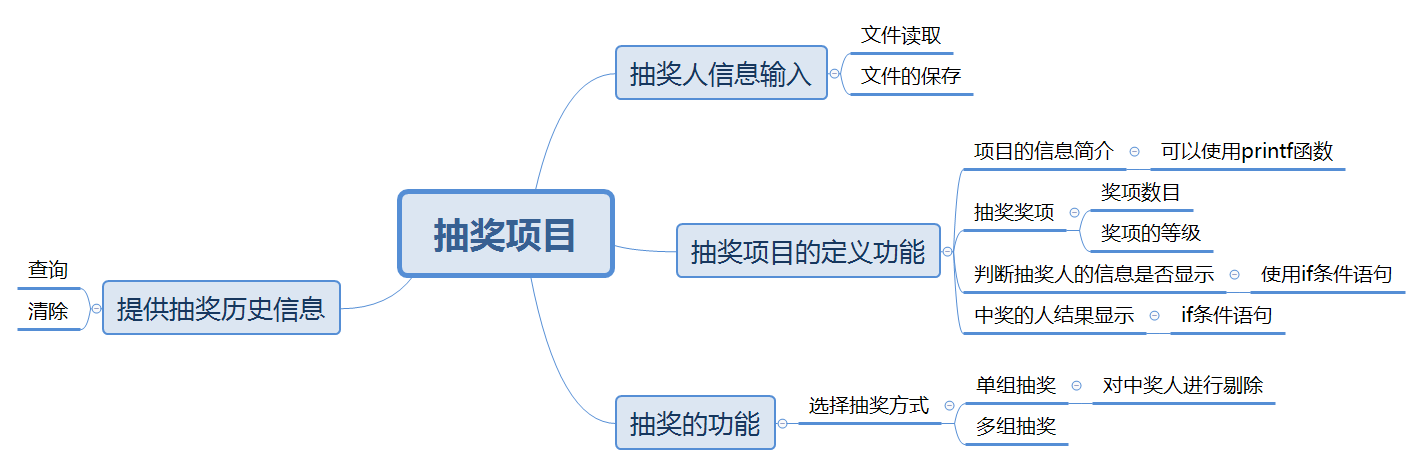 抽奖项目
抽奖人信息输入
文件读取
文件的保存
抽奖项目的定义功能
项目的信息简介
可以使用printf函数
抽奖奖项
奖项数目
奖项的等级
判断抽奖人的信息是否显示
使用if条件语句
中奖的人结果显示
if条件语句
抽奖的功能
选择抽奖方式
单组抽奖
对中奖人进行剔除
多组抽奖
提供抽奖历史信息
查询
清除